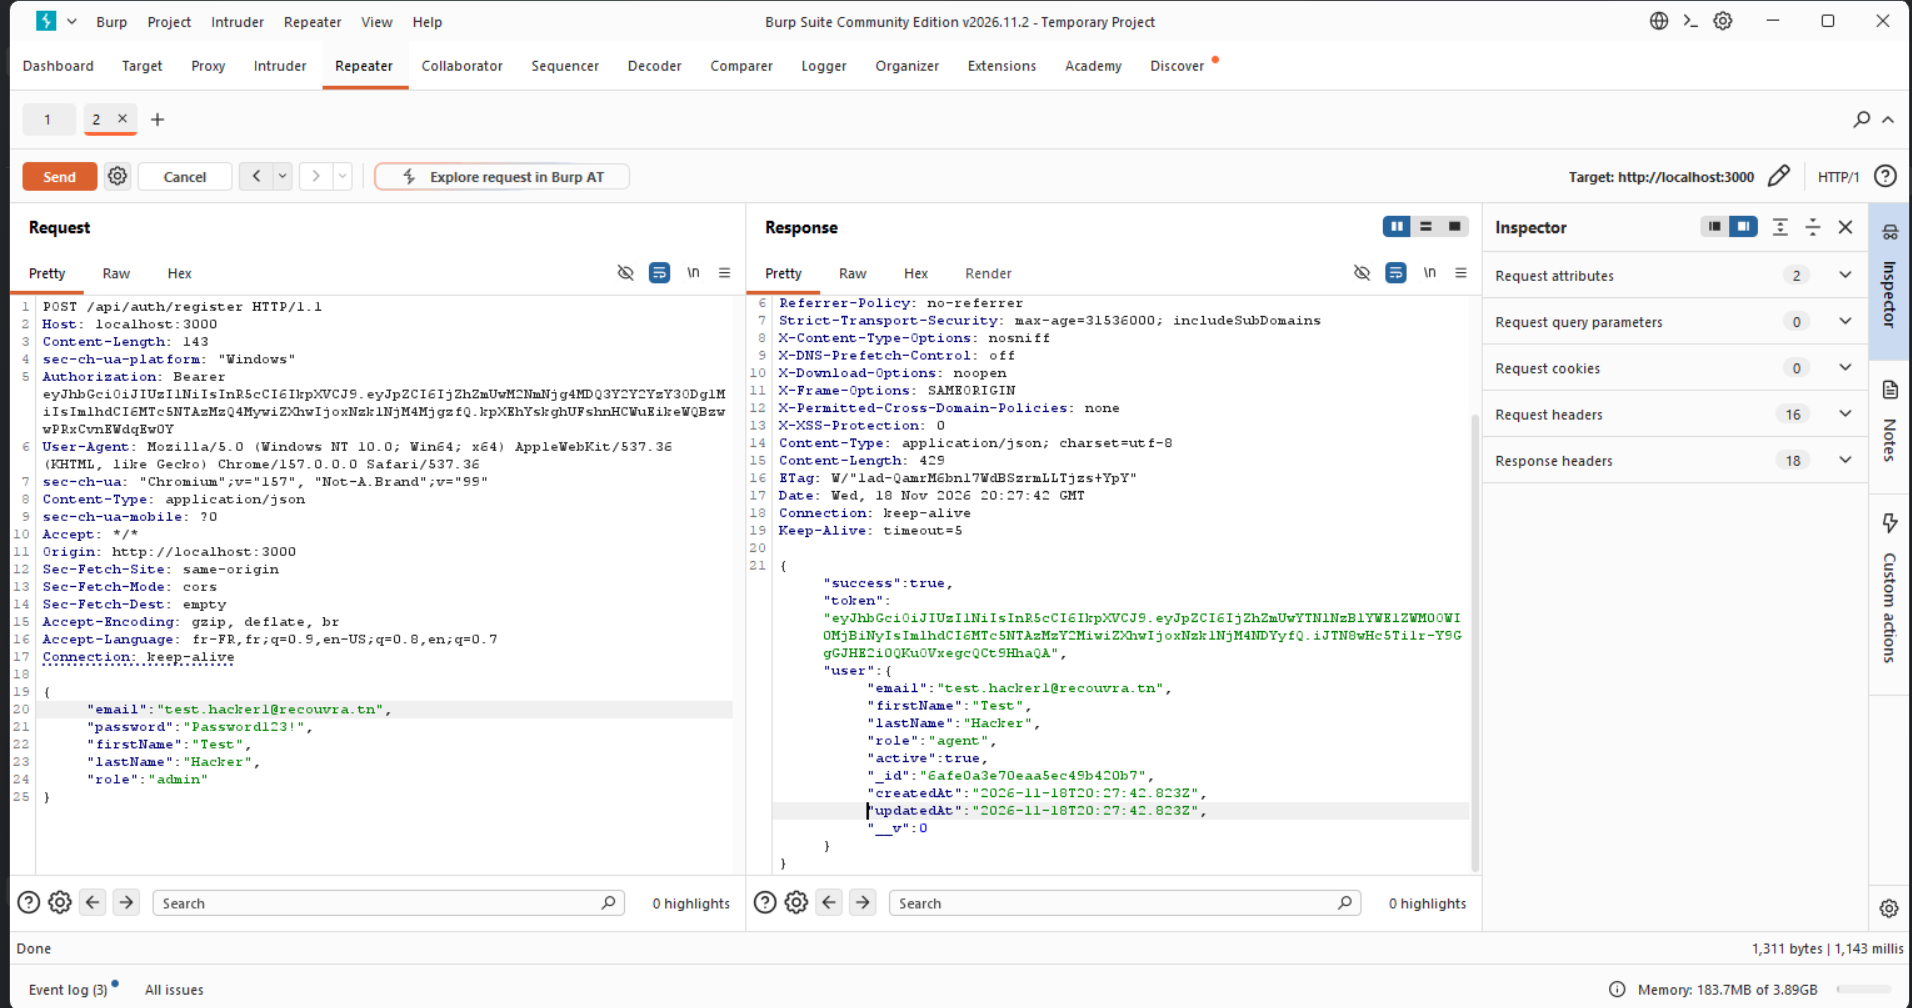 Burp Project Intruder Repeater View Help
Burp Suite Community Edition v2026.11.2 - Temporary Project
Dashboard Target Proxy Intruder Repeater Collaborator Sequencer Decoder Comparer Logger Organizer Extensions Academy Discover
1 2
Send Cancel Explore request in Burp AT
Target: http://localhost:3000 HTTP/1
Request
Pretty Raw Hex
\n
1 POST /api/auth/register HTTP/1.1
2 Host: localhost:3000
3 Content-Length: 143
4 sec-ch-ua-platform: "Windows"
5 Authorization: Bearer
6 User-Agent: Mozilla/5.0 (Windows NT 10.0; Win64; x64) AppleWebKit/537.36
(KHTML, like Gecko) Chrome/157.0.0.0 Safari/537.36
7 sec-ch-ua: "Chromium";v="157", "Not-A.Brand";v="99"
8 Content-Type: application/json
9 sec-ch-ua-mobile: ?0
10 Accept: */*
11 Origin: http://localhost:3000
12 Sec-Fetch-Site: same-origin
13 Sec-Fetch-Mode: cors
14 Sec-Fetch-Dest: empty
15 Accept-Encoding: gzip, deflate, br
16 Accept-Language: fr-FR,fr;q=0.9,en-US;q=0.8,en;q=0.7
17 Connection: keep-alive
18
19 {
20 "email":"test.hacker1@recouvra.tn",
21 "password":"Password123!",
22 "firstName":"Test",
23 "lastName":"Hacker",
24 "role":"admin"
25 }
Search
0 highlights
Response
Pretty Raw Hex Render
\n
6 Referrer-Policy: no-referrer
7 Strict-Transport-Security: max-age=31536000; includeSubDomains
8 X-Content-Type-Options: nosniff
9 X-DNS-Prefetch-Control: off
10 X-Download-Options: noopen
11 X-Frame-Options: SAMEORIGIN
12 X-Permitted-Cross-Domain-Policies: none
13 X-XSS-Protection: 0
14 Content-Type: application/json; charset=utf-8
15 Content-Length: 429
16 ETag:
17 Date: Wed, 18 Nov 2026 20:27:42 GMT
18 Connection: keep-alive
19 Keep-Alive: timeout=5
20
21 {
"success":true,
"token":
"user":{
"email":"test.hacker1@recouvra.tn",
"firstName":"Test",
"lastName":"Hacker",
"role":"agent",
"active":true,
"_id":"6afe0a3e70eaa5ec49b420b7",
"createdAt":"2026-11-18T20:27:42.823Z",
"updatedAt":"2026-11-18T20:27:42.823Z",
"__v":0
}
}
Search
0 highlights
Inspector
Request attributes 2
Request query parameters 0
Request cookies 0
Request headers 16
Response headers 18
Inspector
Notes
Custom actions
Done
1,311 bytes | 1,143 millis
Event log (3) All issues
Memory: 183.7MB of 3.89GB